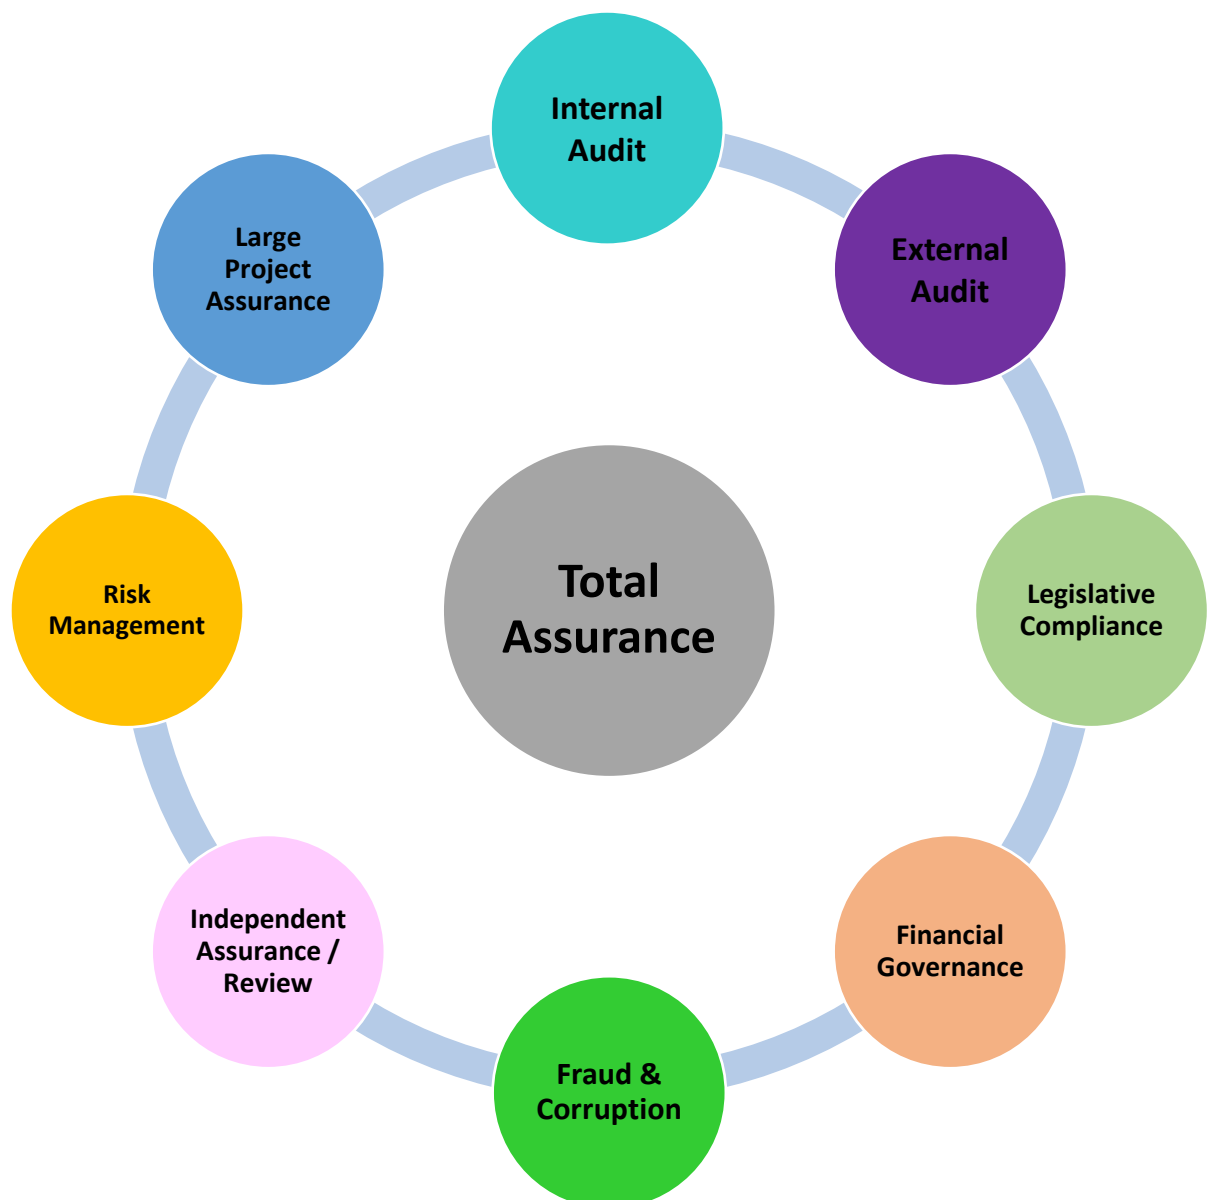 Internal
Audit
External
Audit
Legislative
Compliance
Financial
Governance
Fraud &
Corruption
Independent
Assurance /
Review
Risk
Management
Large
Project
Assurance
Total
Assurance